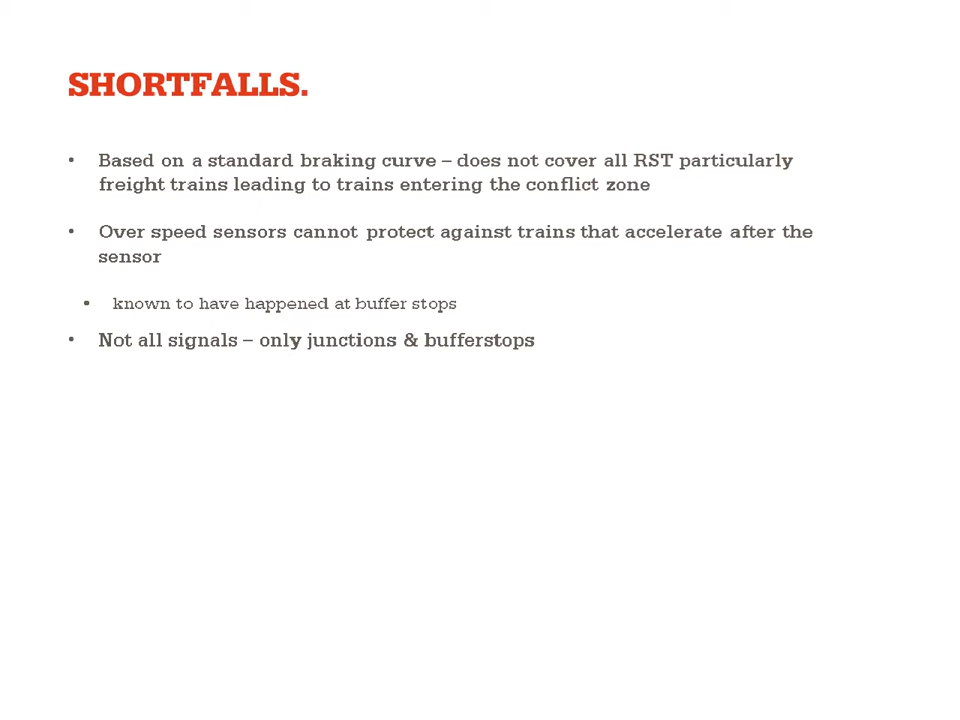 SHORTFALLS.
• Based on a standard braking curve – does not cover all RST particularly
freight trains leading to trains entering the conflict zone
• Over speed sensors cannot protect against trains that accelerate after the
sensor
• known to have happened at buffer stops
• Not all signals – only junctions & bufferstops